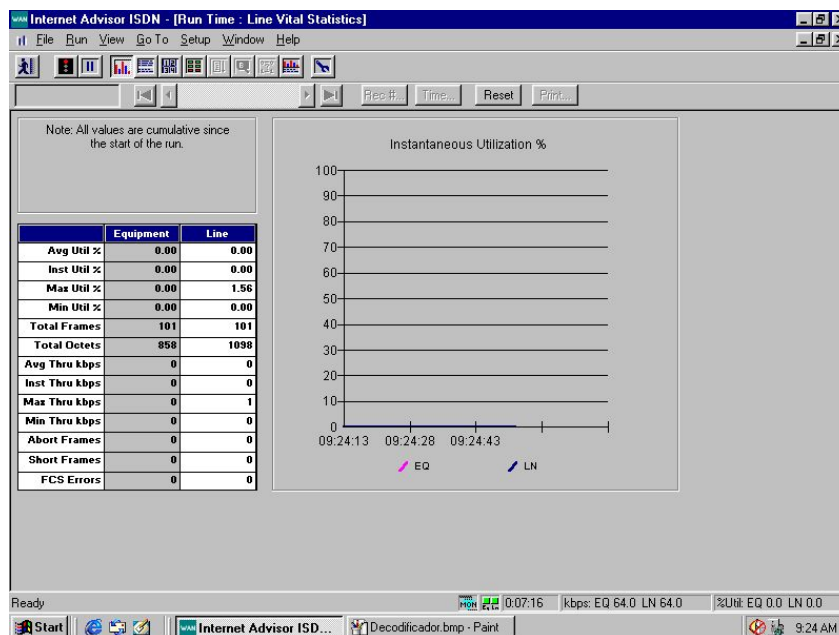 Internet Advisor ISDN - [Run Time : Line Vital Statistics]
File Run View Go To Setup Window Help
Rec #... Time... Reset Print...
Note: All values are cumulative since
the start of the run.
Instantaneous Utilization %
100
90
80
70
60
50
40
30
20
10
0
09:24:13 09:24:28 09:24:43
EQ LN
Equipment Line
Avg Util % 0.00 0.00
Inst Util % 0.00 0.00
Max Util % 0.00 1.56
Min Util % 0.00 0.00
Total Frames 101 101
Total Octets 858 1098
Avg Thru kbps 0 0
Inst Thru kbps 0 0
Max Thru kbps 0 1
Min Thru kbps 0 0
Abort Frames 0 0
Short Frames 0 0
FCS Errors 0 0
Ready MON 0:07:16 kbps: EQ 64.0 LN 64.0 %Util: EQ 0.0 LN 0.0
Start Internet Advisor ISD... Decodificador.bmp - Paint 9:24 AM